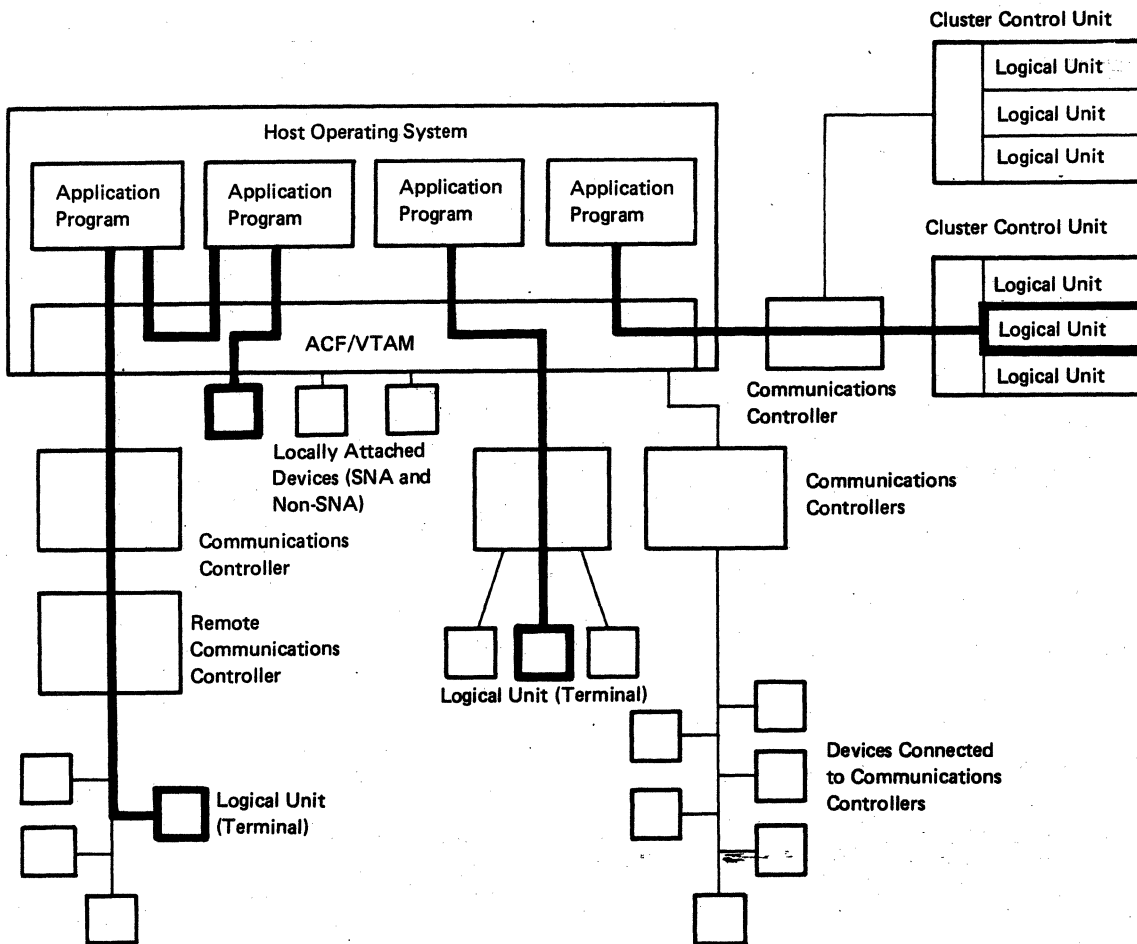 Cluster Control Unit
Logical Unit
Logical Unit
Logical Unit
Host Operating System
Application
Program
Application
Program
Application
Program
Application
Program
Cluster Control Unit
Logical Unit
Logical Unit
Logical Unit
ACF/VTAM
Communications
Controller
Locally Attached
Devices (SNA and
Non-SNA)
Communications
Controllers
Communications
Controller
Remote
Communications
Controller
Logical Unit (Terminal)
Devices Connected
to Communications
Controllers
Logical Unit
(Terminal)